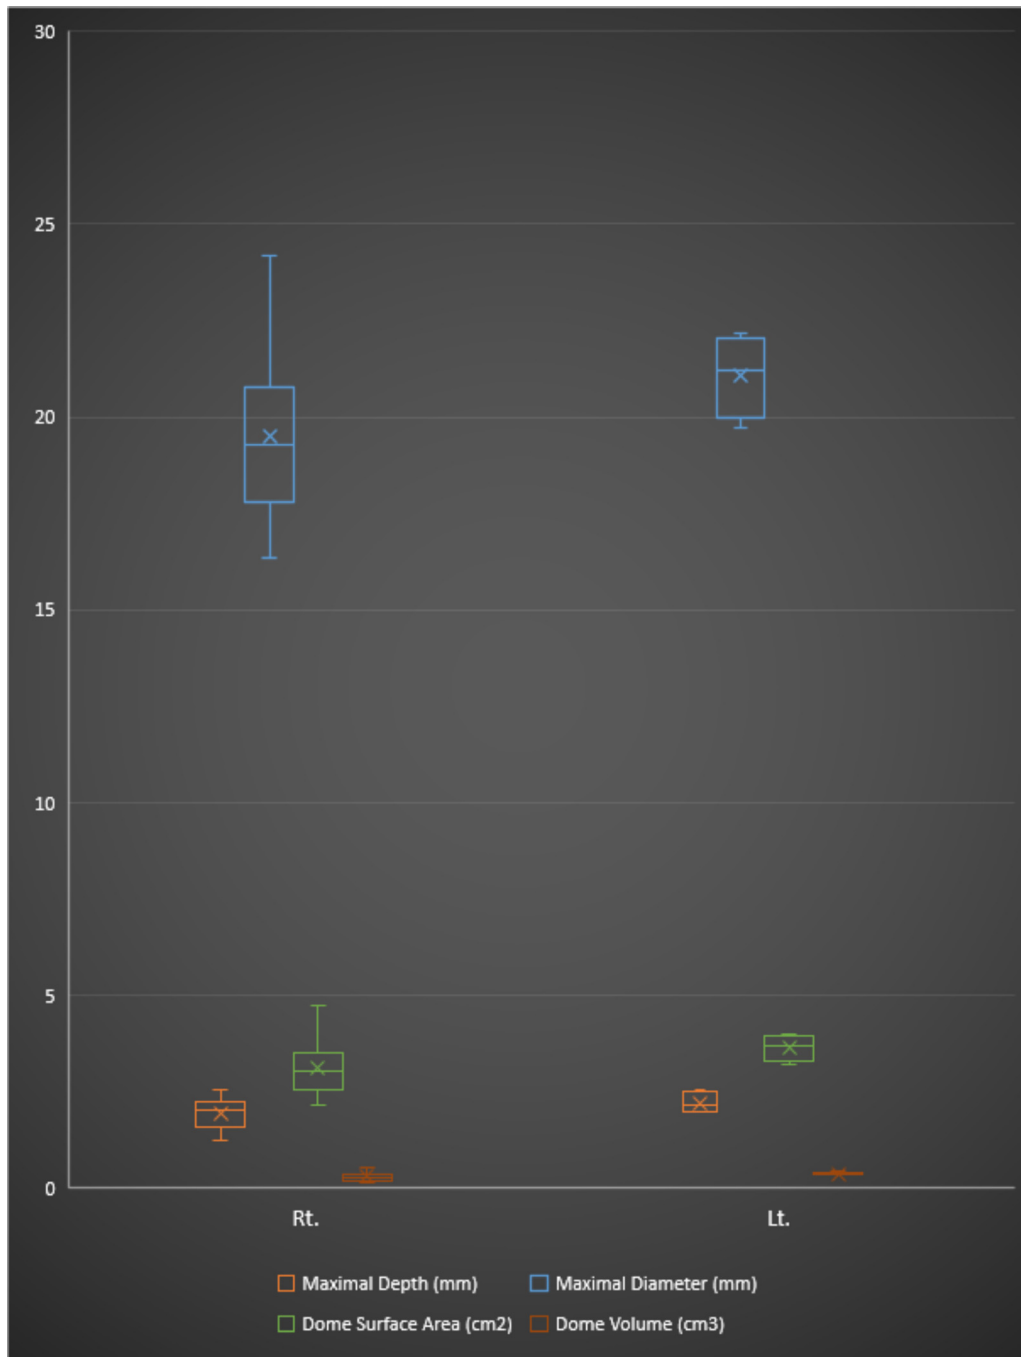 30
25
20
15
10
5
0
Rt. Lt.
Maximal Depth (mm) Maximal Diameter (mm)
Dome Surface Area (cm2) Dome Volume (cm3)